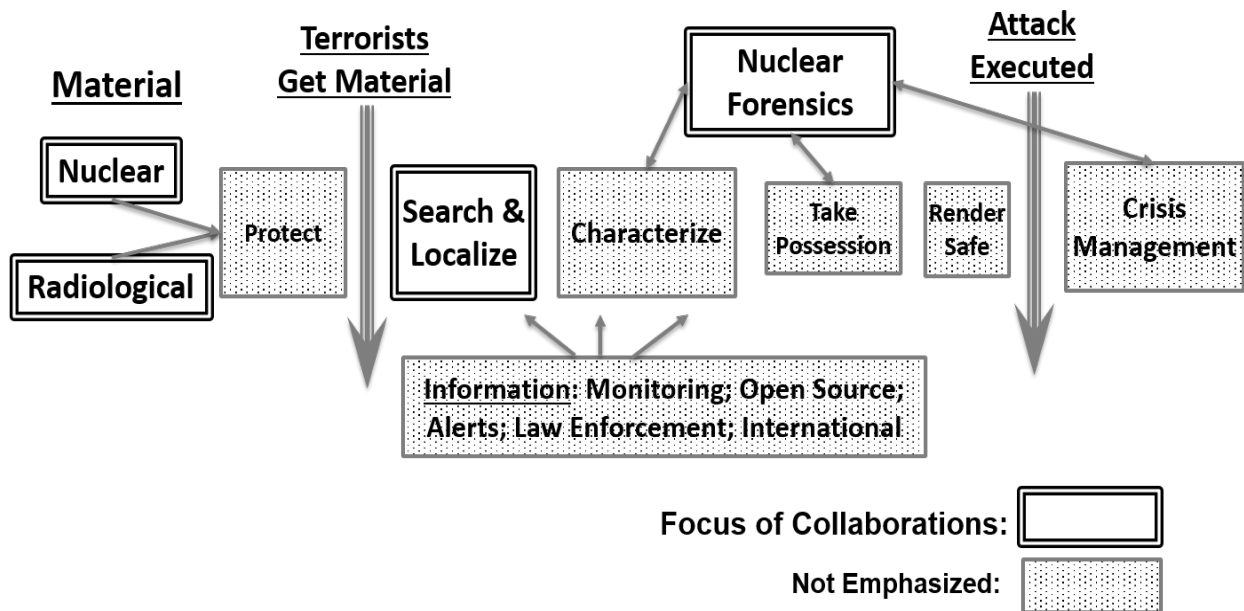 Material
Nuclear
Radiological
Protect
Terrorists
Get Material
Search &
Localize
Characterize
Nuclear
Forensics
Take
Possession
Render
Safe
Attack
Executed
Crisis
Management
Information: Monitoring; Open Source;
Alerts; Law Enforcement; International
Focus of Collaborations:
Not Emphasized: